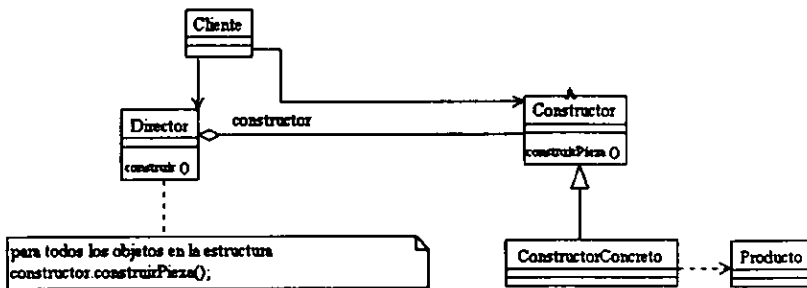 Cliente
Director
constructor
Constructor
construir ()
construirPieza ()
para todos los objetos en la estructura
constructor.construirPieza();
ConstructorConcreto
Producto